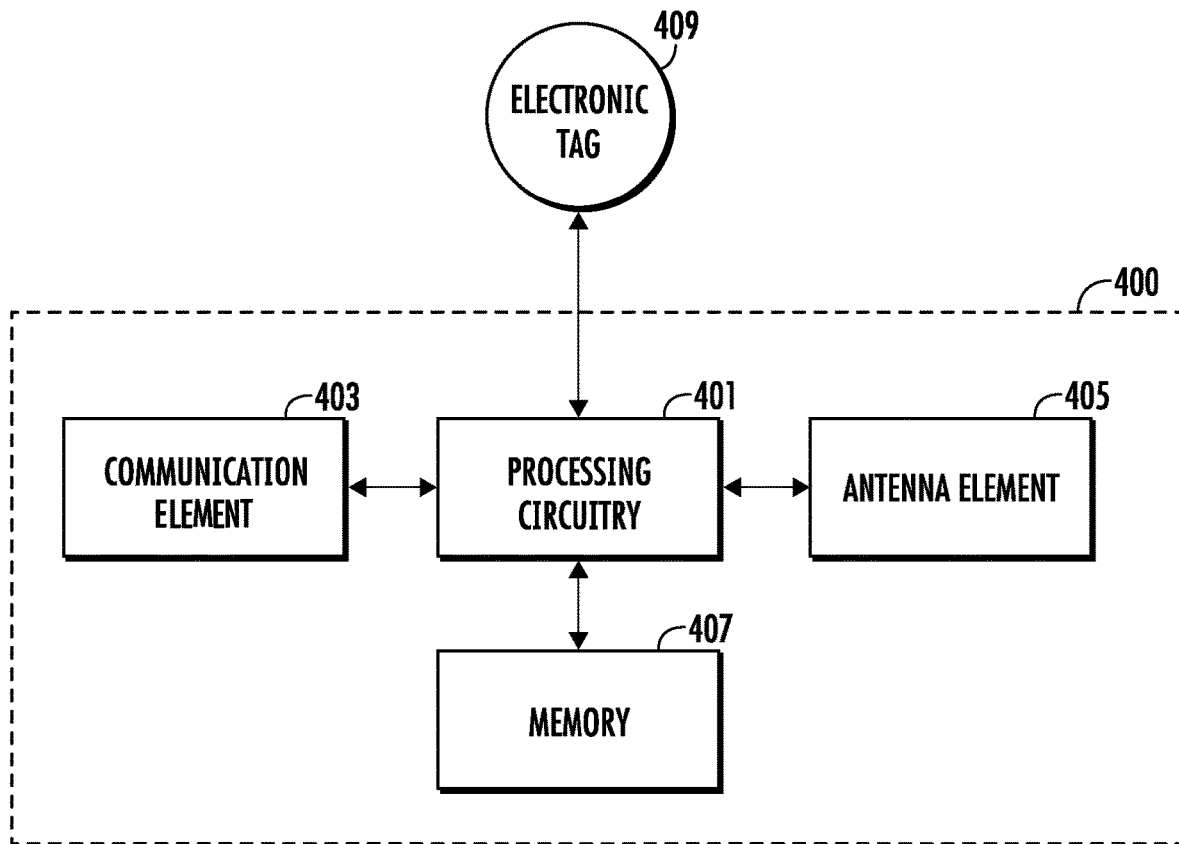 409
ELECTRONIC
TAG
400
403
401
405
COMMUNICATION
ELEMENT
PROCESSING
CIRCUITRY
ANTENNA ELEMENT
407
MEMORY